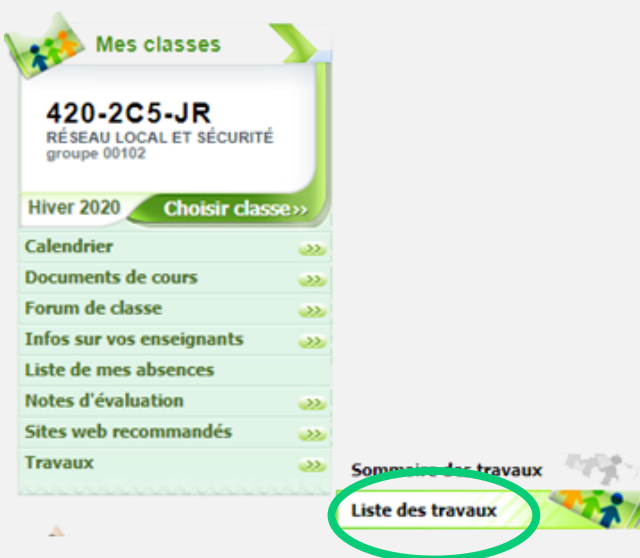 Mes classes
420-2C5-JR
RÉSEAU LOCAL ET SÉCURITÉ
groupe 00102
Hiver 2020 Choisir classe>>
Calendrier >>
Documents de cours >>
Forum de classe >>
Infos sur vos enseignants >>
Liste de mes absences
Notes d'évaluation >>
Sites web recommandés >>
Travaux >>
Sommaire des travaux
Liste des travaux